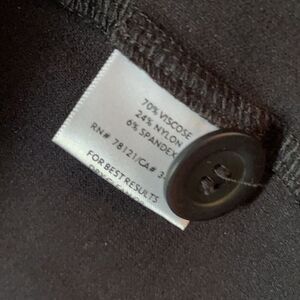 70% VISCOSE
24% NYLON
6% SPANDEX
RN# 78121/CA# 3
FOR BEST RESULTS